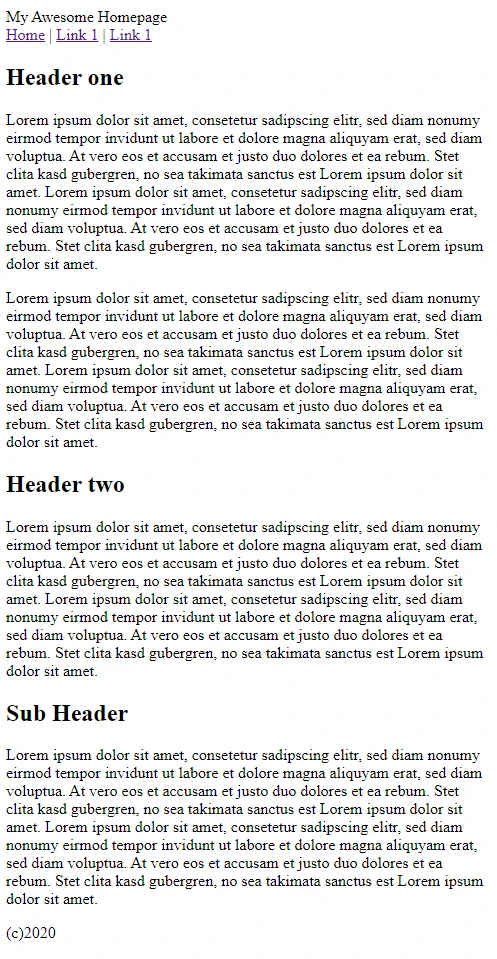 My Awesome Homepage
Home | Link 1 | Link 1
Header one
Lorem ipsum dolor sit amet, consetetur sadipscing elitr, sed diam nonumy
eirmod tempor invidunt ut labore et dolore magna aliquyam erat, sed diam
voluptua. At vero eos et accusam et justo duo dolores et ea rebum. Stet
clita kasd gubergren, no sea takimata sanctus est Lorem ipsum dolor sit
amet. Lorem ipsum dolor sit amet, consetetur sadipscing elitr, sed diam
nonumy eirmod tempor invidunt ut labore et dolore magna aliquyam erat,
sed diam voluptua. At vero eos et accusam et justo duo dolores et ea
rebum. Stet clita kasd gubergren, no sea takimata sanctus est Lorem ipsum
dolor sit amet.
Lorem ipsum dolor sit amet, consetetur sadipscing elitr, sed diam nonumy
eirmod tempor invidunt ut labore et dolore magna aliquyam erat, sed diam
voluptua. At vero eos et accusam et justo duo dolores et ea rebum. Stet
clita kasd gubergren, no sea takimata sanctus est Lorem ipsum dolor sit
amet. Lorem ipsum dolor sit amet, consetetur sadipscing elitr, sed diam
nonumy eirmod tempor invidunt ut labore et dolore magna aliquyam erat,
sed diam voluptua. At vero eos et accusam et justo duo dolores et ea
rebum. Stet clita kasd gubergren, no sea takimata sanctus est Lorem ipsum
dolor sit amet.
Header two
Lorem ipsum dolor sit amet, consetetur sadipscing elitr, sed diam nonumy
eirmod tempor invidunt ut labore et dolore magna aliquyam erat, sed diam
voluptua. At vero eos et accusam et justo duo dolores et ea rebum. Stet
clita kasd gubergren, no sea takimata sanctus est Lorem ipsum dolor sit
amet. Lorem ipsum dolor sit amet, consetetur sadipscing elitr, sed diam
nonumy eirmod tempor invidunt ut labore et dolore magna aliquyam erat,
sed diam voluptua. At vero eos et accusam et justo duo dolores et ea
rebum. Stet clita kasd gubergren, no sea takimata sanctus est Lorem ipsum
dolor sit amet.
Sub Header
Lorem ipsum dolor sit amet, consetetur sadipscing elitr, sed diam nonumy
eirmod tempor invidunt ut labore et dolore magna aliquyam erat, sed diam
voluptua. At vero eos et accusam et justo duo dolores et ea rebum. Stet
clita kasd gubergren, no sea takimata sanctus est Lorem ipsum dolor sit
amet. Lorem ipsum dolor sit amet, consetetur sadipscing elitr, sed diam
nonumy eirmod tempor invidunt ut labore et dolore magna aliquyam erat,
sed diam voluptua. At vero eos et accusam et justo duo dolores et ea
rebum. Stet clita kasd gubergren, no sea takimata sanctus est Lorem ipsum
dolor sit amet.
(c)2020